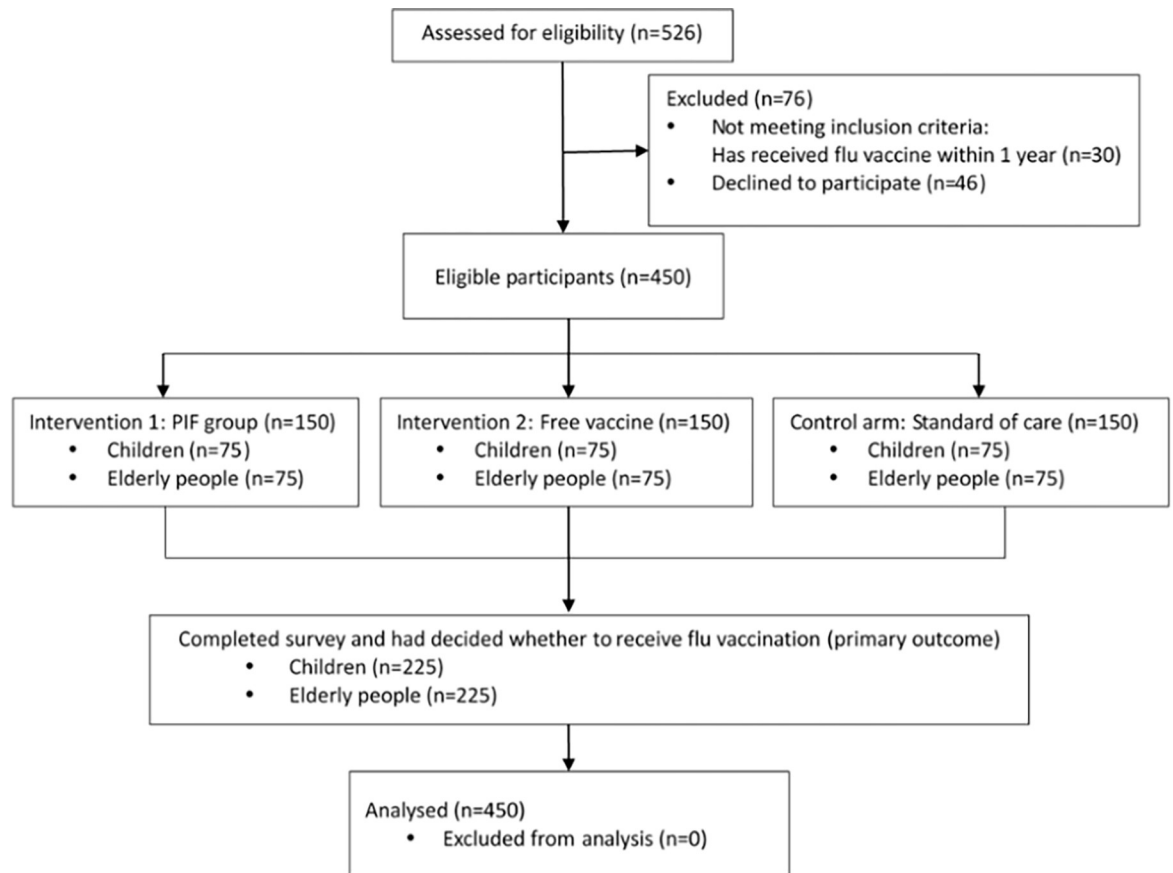 Assessed for eligibility (n=526)
Excluded (n=76)
• Not meeting inclusion criteria:
Has received flu vaccine within 1 year (n=30)
• Declined to participate (n=46)
Eligible participants (n=450)
Intervention 1: PIF group (n=150)
• Children (n=75)
• Elderly people (n=75)
Intervention 2: Free vaccine (n=150)
• Children (n=75)
• Elderly people (n=75)
Control arm: Standard of care (n=150)
• Children (n=75)
• Elderly people (n=75)
Completed survey and had decided whether to receive flu vaccination (primary outcome)
• Children (n=225)
• Elderly people (n=225)
Analysed (n=450)
• Excluded from analysis (n=0)